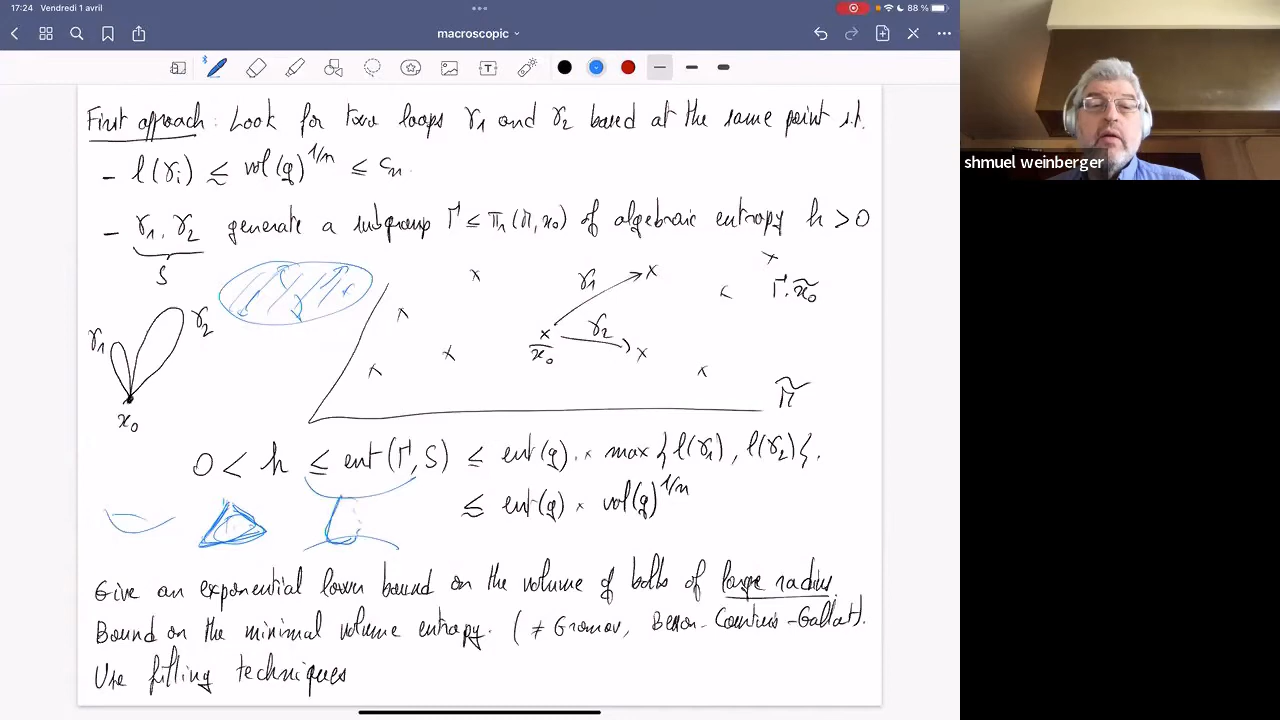 17:24 Vendredi 1 avril
88 %
macroscopic
First approach : Look for two loops γ1 and γ2 based at the same point s.t.
- l(γi) ≲ vol(g)^{1/n} ≤ cn.
- γ1, γ2 generate a subgroup Γ ≤ π1(M, x0) of algebraic entropy h > 0
S
γ1 γ2 x0
γ1 γ2 x̃0 Γ.x̃0 M̃
0 < h ≤ ent(Γ, S) ≤ ent(g) × max{l(γ1), l(γ2)}.
≲ ent(g) × vol(g)^{1/n}
Give an exponential lower bound on the volume of balls of large radius.
Bound on the minimal volume entropy. ( ≠ Gromov, Besson-Courtois-Gallot).
Use filling techniques
shmuel weinberger